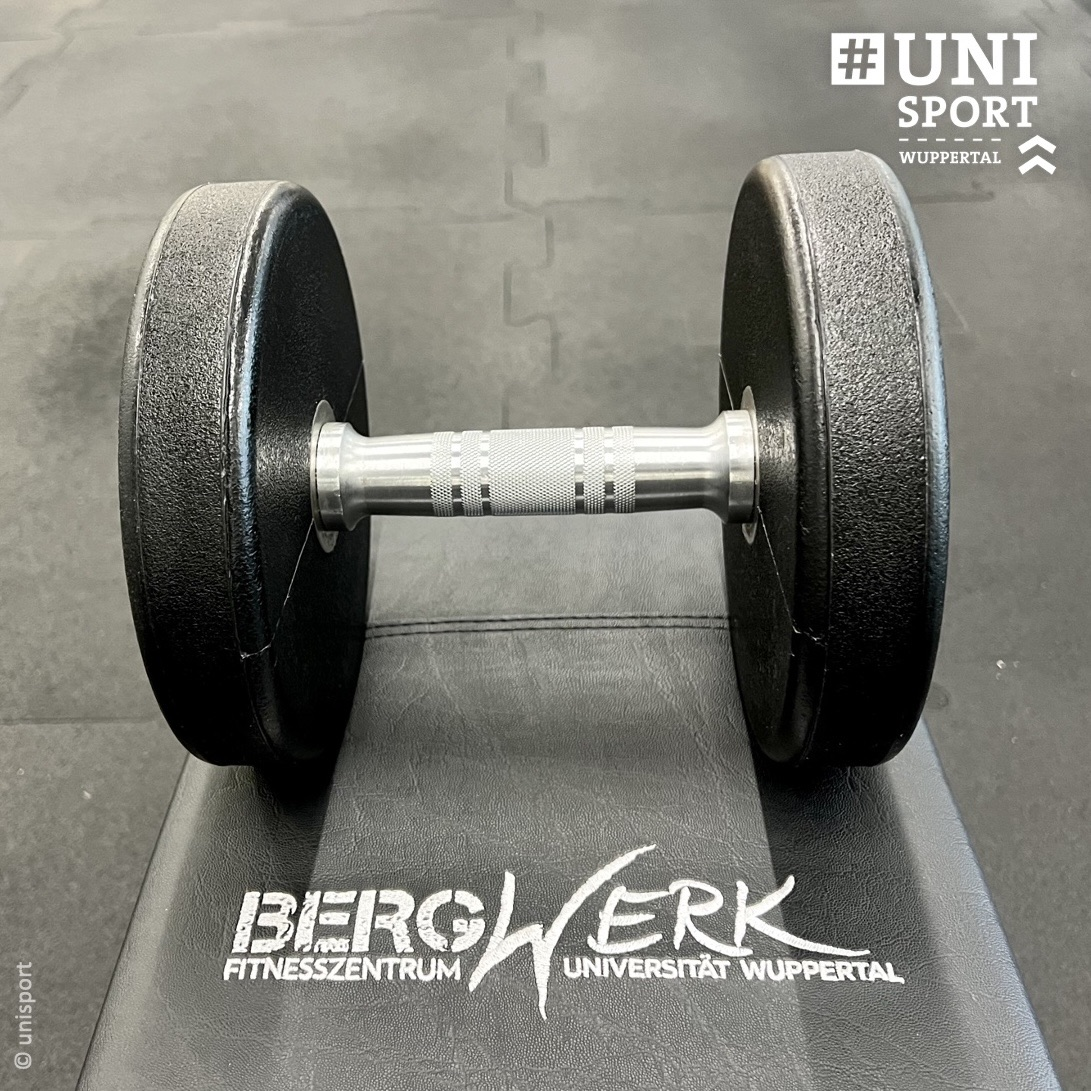 #UNI
SPORT
WUPPERTAL
BERGWERK
FITNESSZENTRUM UNIVERSITÄT WUPPERTAL
© unisport